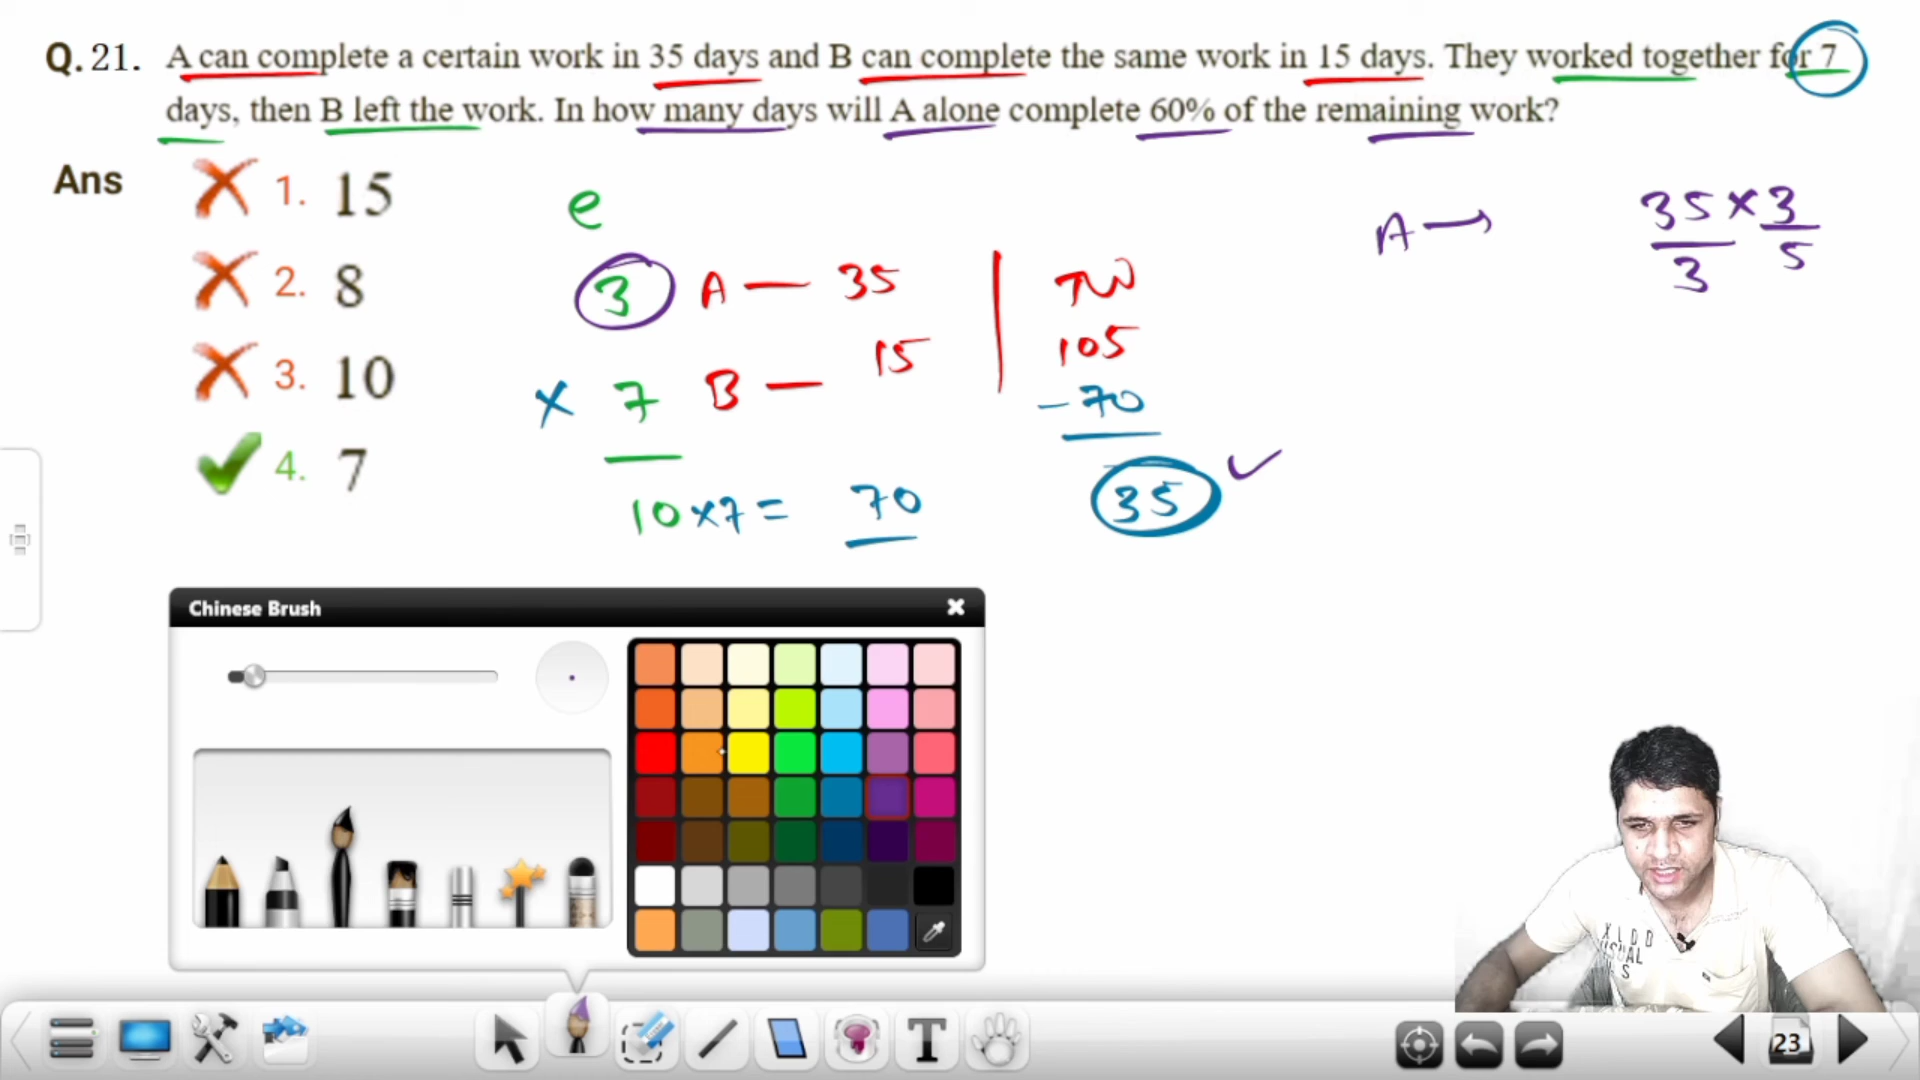 Q. 21. A can complete a certain work in 35 days and B can complete the same work in 15 days. They worked together for 7
days, then B left the work. In how many days will A alone complete 60% of the remaining work?
Ans
1. 15
2. 8
3. 10
4. 7
e
3 A — 35
x 7 B — 15
10 x 7 = 70
TW
105
- 70
35
A → 35 x 3
3 5
Chinese Brush
T
23